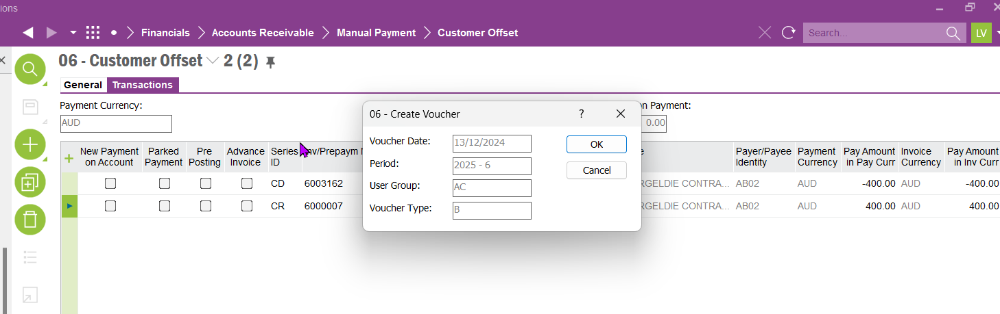 ions
Financials Accounts Receivable Manual Payment Customer Offset Search... LV
06 - Customer Offset 2 (2)
General Transactions
Payment Currency: on Payment:
AUD 0.00
06 - Create Voucher ?
Voucher Date: 13/12/2024 OK
Period: 2025 - 6 Cancel
User Group: AC
Voucher Type: B
New Payment on Account Parked Payment Pre Posting Advance Invoice Series ID Inv/Prepaym N e Payer/Payee Identity Payment Currency Pay Amount in Pay Curr Invoice Currency Pay Amount in Inv Curr
CD 6003162 RGELDIE CONTRA... AB02 AUD -400.00 AUD -400.00
CR 6000007 RGELDIE CONTRA... AB02 AUD 400.00 AUD 400.00